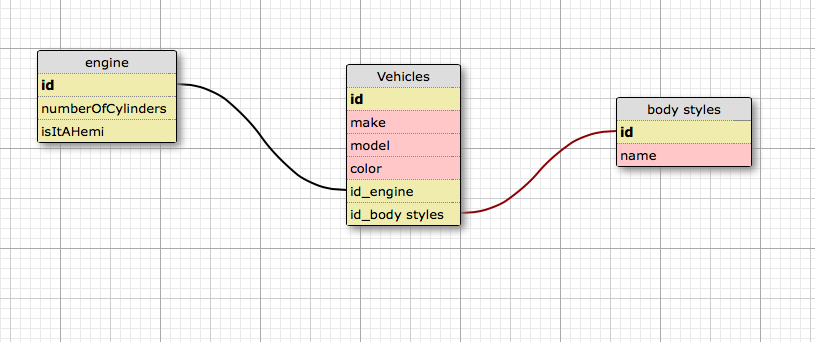 engine
id
numberOfCylinders
isItAHemi
Vehicles
id
make
model
color
id_engine
id_body styles
body styles
id
name